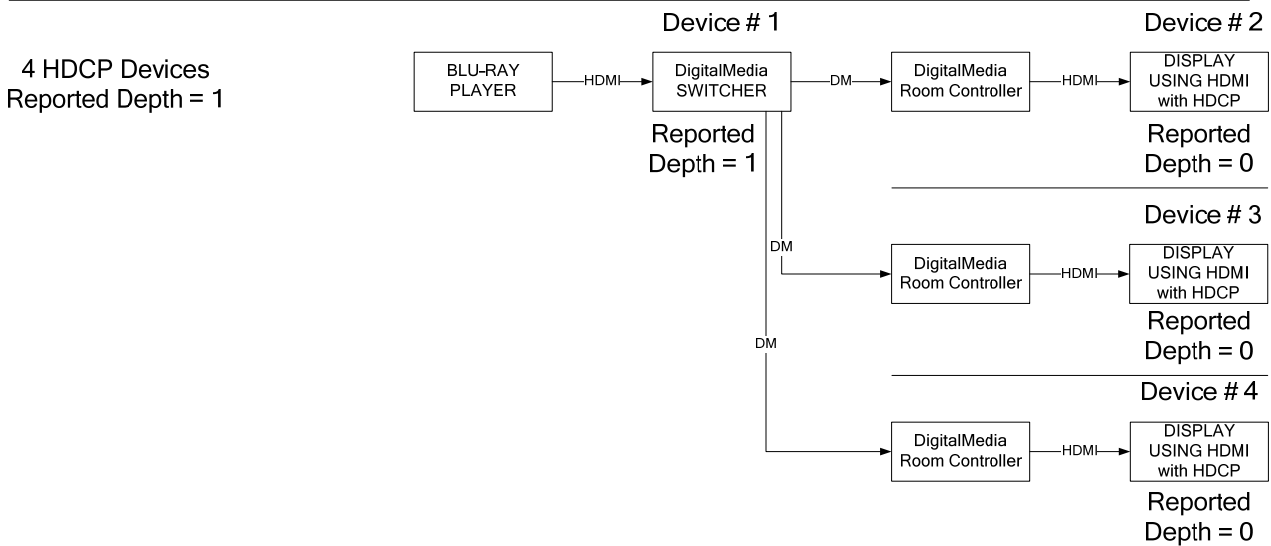 Device # 1
Device # 2
4 HDCP Devices
Reported Depth = 1
BLU-RAY
PLAYER
HDMI
DigitalMedia
SWITCHER
DM
DigitalMedia
Room Controller
HDMI
DISPLAY
USING HDMI
with HDCP
Reported
Depth = 1
Reported
Depth = 0
Device # 3
DM
DigitalMedia
Room Controller
HDMI
DISPLAY
USING HDMI
with HDCP
Reported
Depth = 0
DM
Device # 4
DigitalMedia
Room Controller
HDMI
DISPLAY
USING HDMI
with HDCP
Reported
Depth = 0